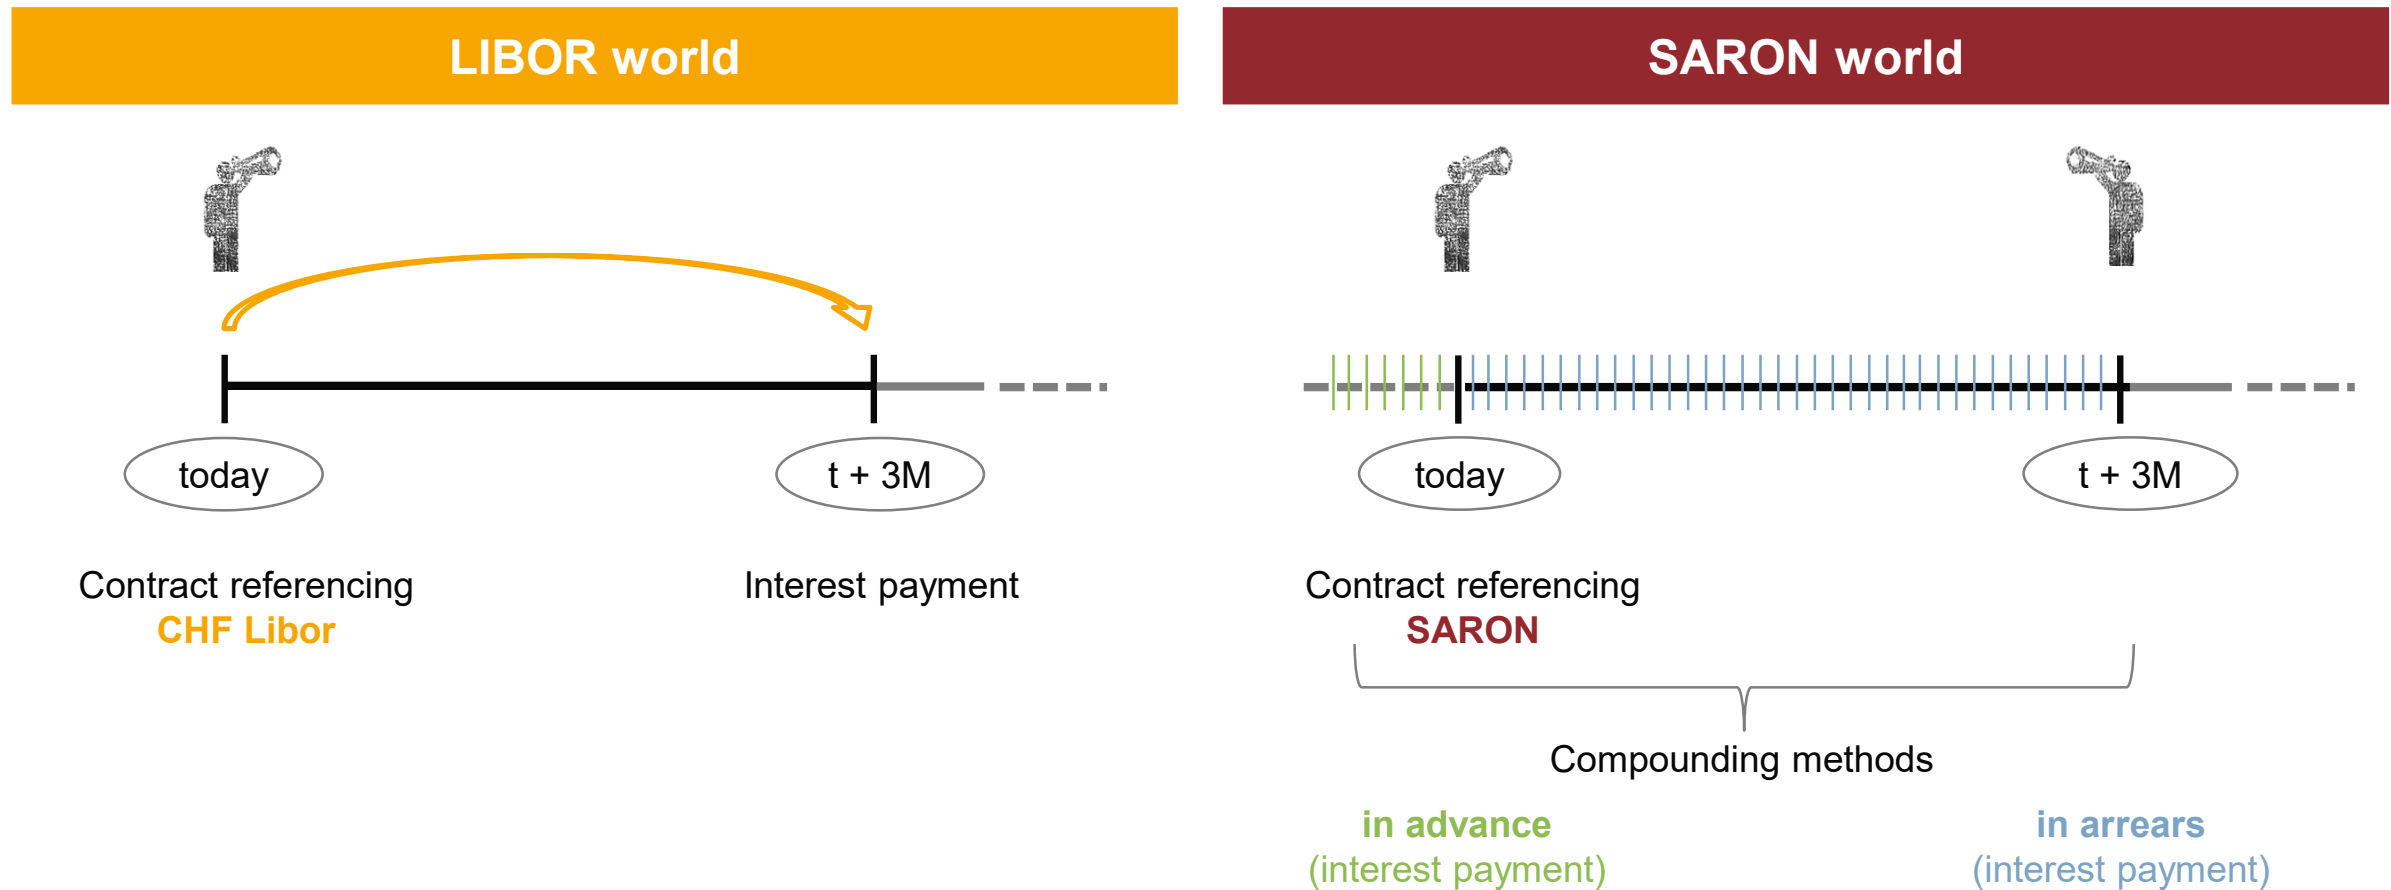 LIBOR world
today
t + 3M
Contract referencing
CHF Libor
Interest payment
SARON world
today
t + 3M
Contract referencing
SARON
Compounding methods
in advance
(interest payment)
in arrears
(interest payment)